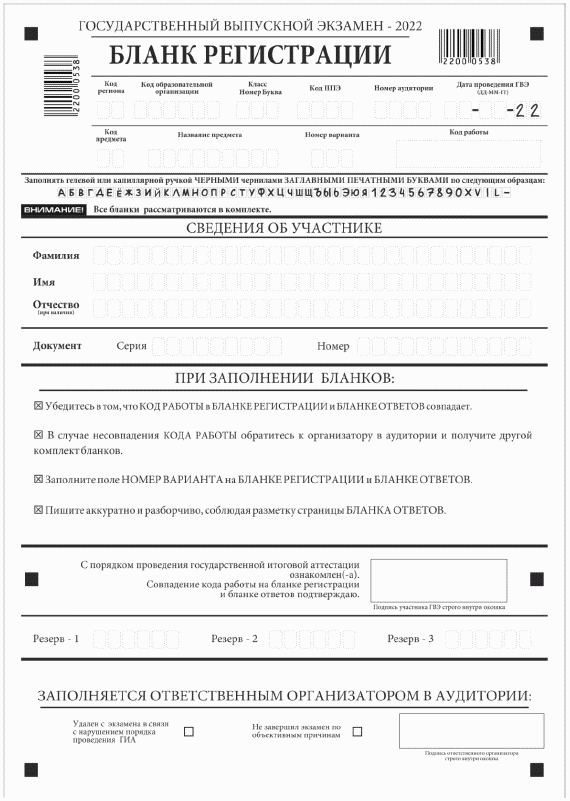 ГОСУДАРСТВЕННЫЙ ВЫПУСКНОЙ ЭКЗАМЕН - 2022
БЛАНК РЕГИСТРАЦИИ
2200 0538
2200 0538
Код региона
Код образовательной организации
Класс Номер Буква
Код ППЭ
Номер аудитории
Дата проведения ГВЭ (ДД-ММ-ГГ)
- -22
Код предмета
Название предмета
Номер варианта
Код работы
Заполнять гелевой или капиллярной ручкой ЧЕРНЫМИ чернилами ЗАГЛАВНЫМИ ПЕЧАТНЫМИ БУКВАМИ по следующим образцам:
АБВГДЕЁЖЗИЙКЛМНОПРСТУФХЦЧШЩЪЫЬЭЮЯ1234567890XVIL-
ВНИМАНИЕ! Все бланки рассматриваются в комплекте.
СВЕДЕНИЯ ОБ УЧАСТНИКЕ
Фамилия
Имя
Отчество
(при наличии)
Документ Серия Номер
ПРИ ЗАПОЛНЕНИИ БЛАНКОВ:
☒ Убедитесь в том, что КОД РАБОТЫ в БЛАНКЕ РЕГИСТРАЦИИ и БЛАНКЕ ОТВЕТОВ совпадает.
☒ В случае несовпадения КОДА РАБОТЫ обратитесь к организатору в аудитории и получите другой
комплект бланков.
☒ Заполните поле НОМЕР ВАРИАНТА на БЛАНКЕ РЕГИСТРАЦИИ и БЛАНКЕ ОТВЕТОВ.
☒ Пишите аккуратно и разборчиво, соблюдая разметку страницы БЛАНКА ОТВЕТОВ.
С порядком проведения государственной итоговой аттестации
ознакомлен(-а).
Совпадение кода работы на бланке регистрации
и бланке ответов подтверждаю.
Подпись участника ГВЭ строго внутри окошка
Резерв - 1 Резерв - 2 Резерв - 3
ЗАПОЛНЯЕТСЯ ОТВЕТСТВЕННЫМ ОРГАНИЗАТОРОМ В АУДИТОРИИ:
Удален с экзамена в связи
с нарушением порядка
проведения ГИА
Не завершил экзамен по
объективным причинам
Подпись ответственного организатора
строго внутри окошка